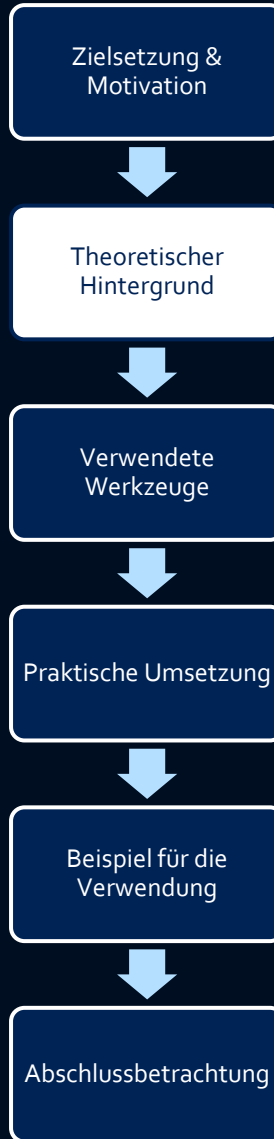 Zielsetzung &
Motivation
Theoretischer
Hintergrund
Verwendete
Werkzeuge
Praktische Umsetzung
Beispiel für die
Verwendung
Abschlussbetrachtung